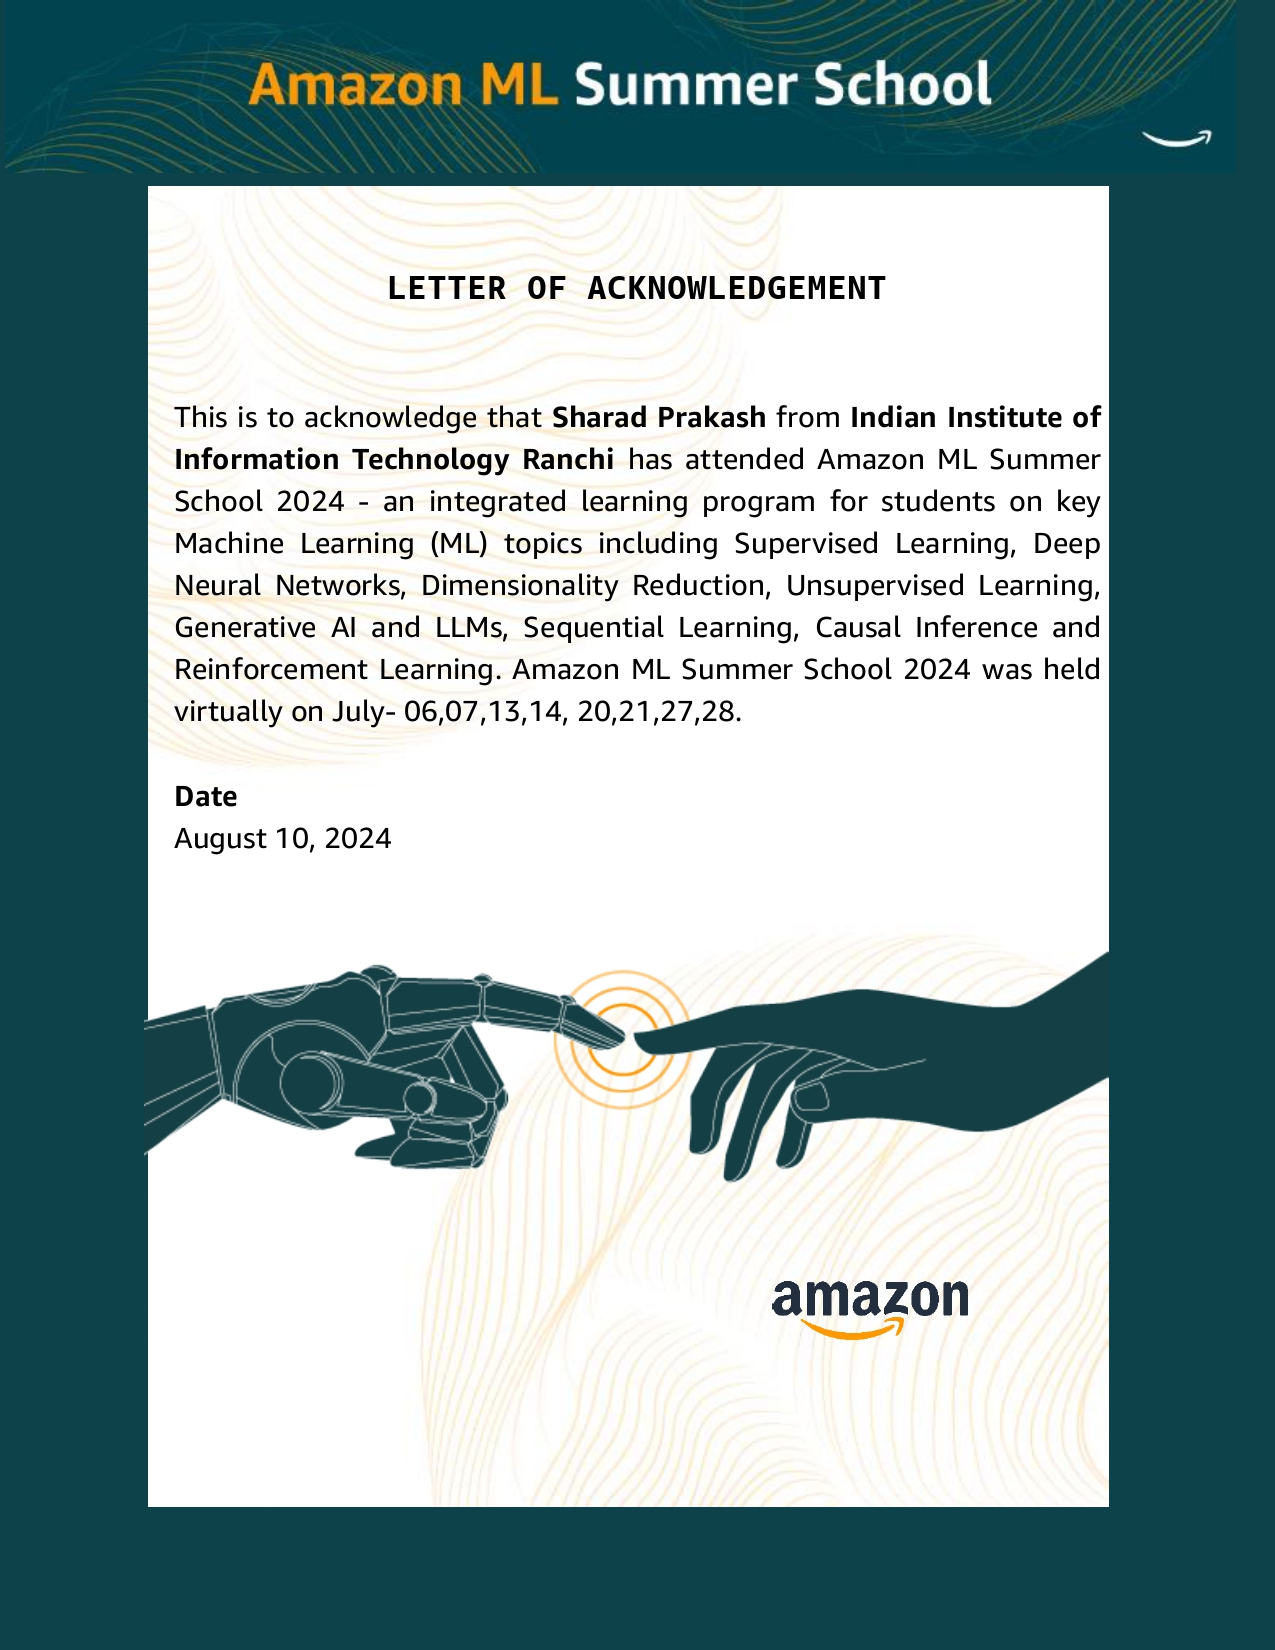 Amazon ML Summer School
LETTER OF ACKNOWLEDGEMENT
This is to acknowledge that Sharad Prakash from Indian Institute of
Information Technology Ranchi has attended Amazon ML Summer
School 2024 - an integrated learning program for students on key
Machine Learning (ML) topics including Supervised Learning, Deep
Neural Networks, Dimensionality Reduction, Unsupervised Learning,
Generative AI and LLMs, Sequential Learning, Causal Inference and
Reinforcement Learning. Amazon ML Summer School 2024 was held
virtually on July- 06,07,13,14, 20,21,27,28.
Date
August 10, 2024
amazon